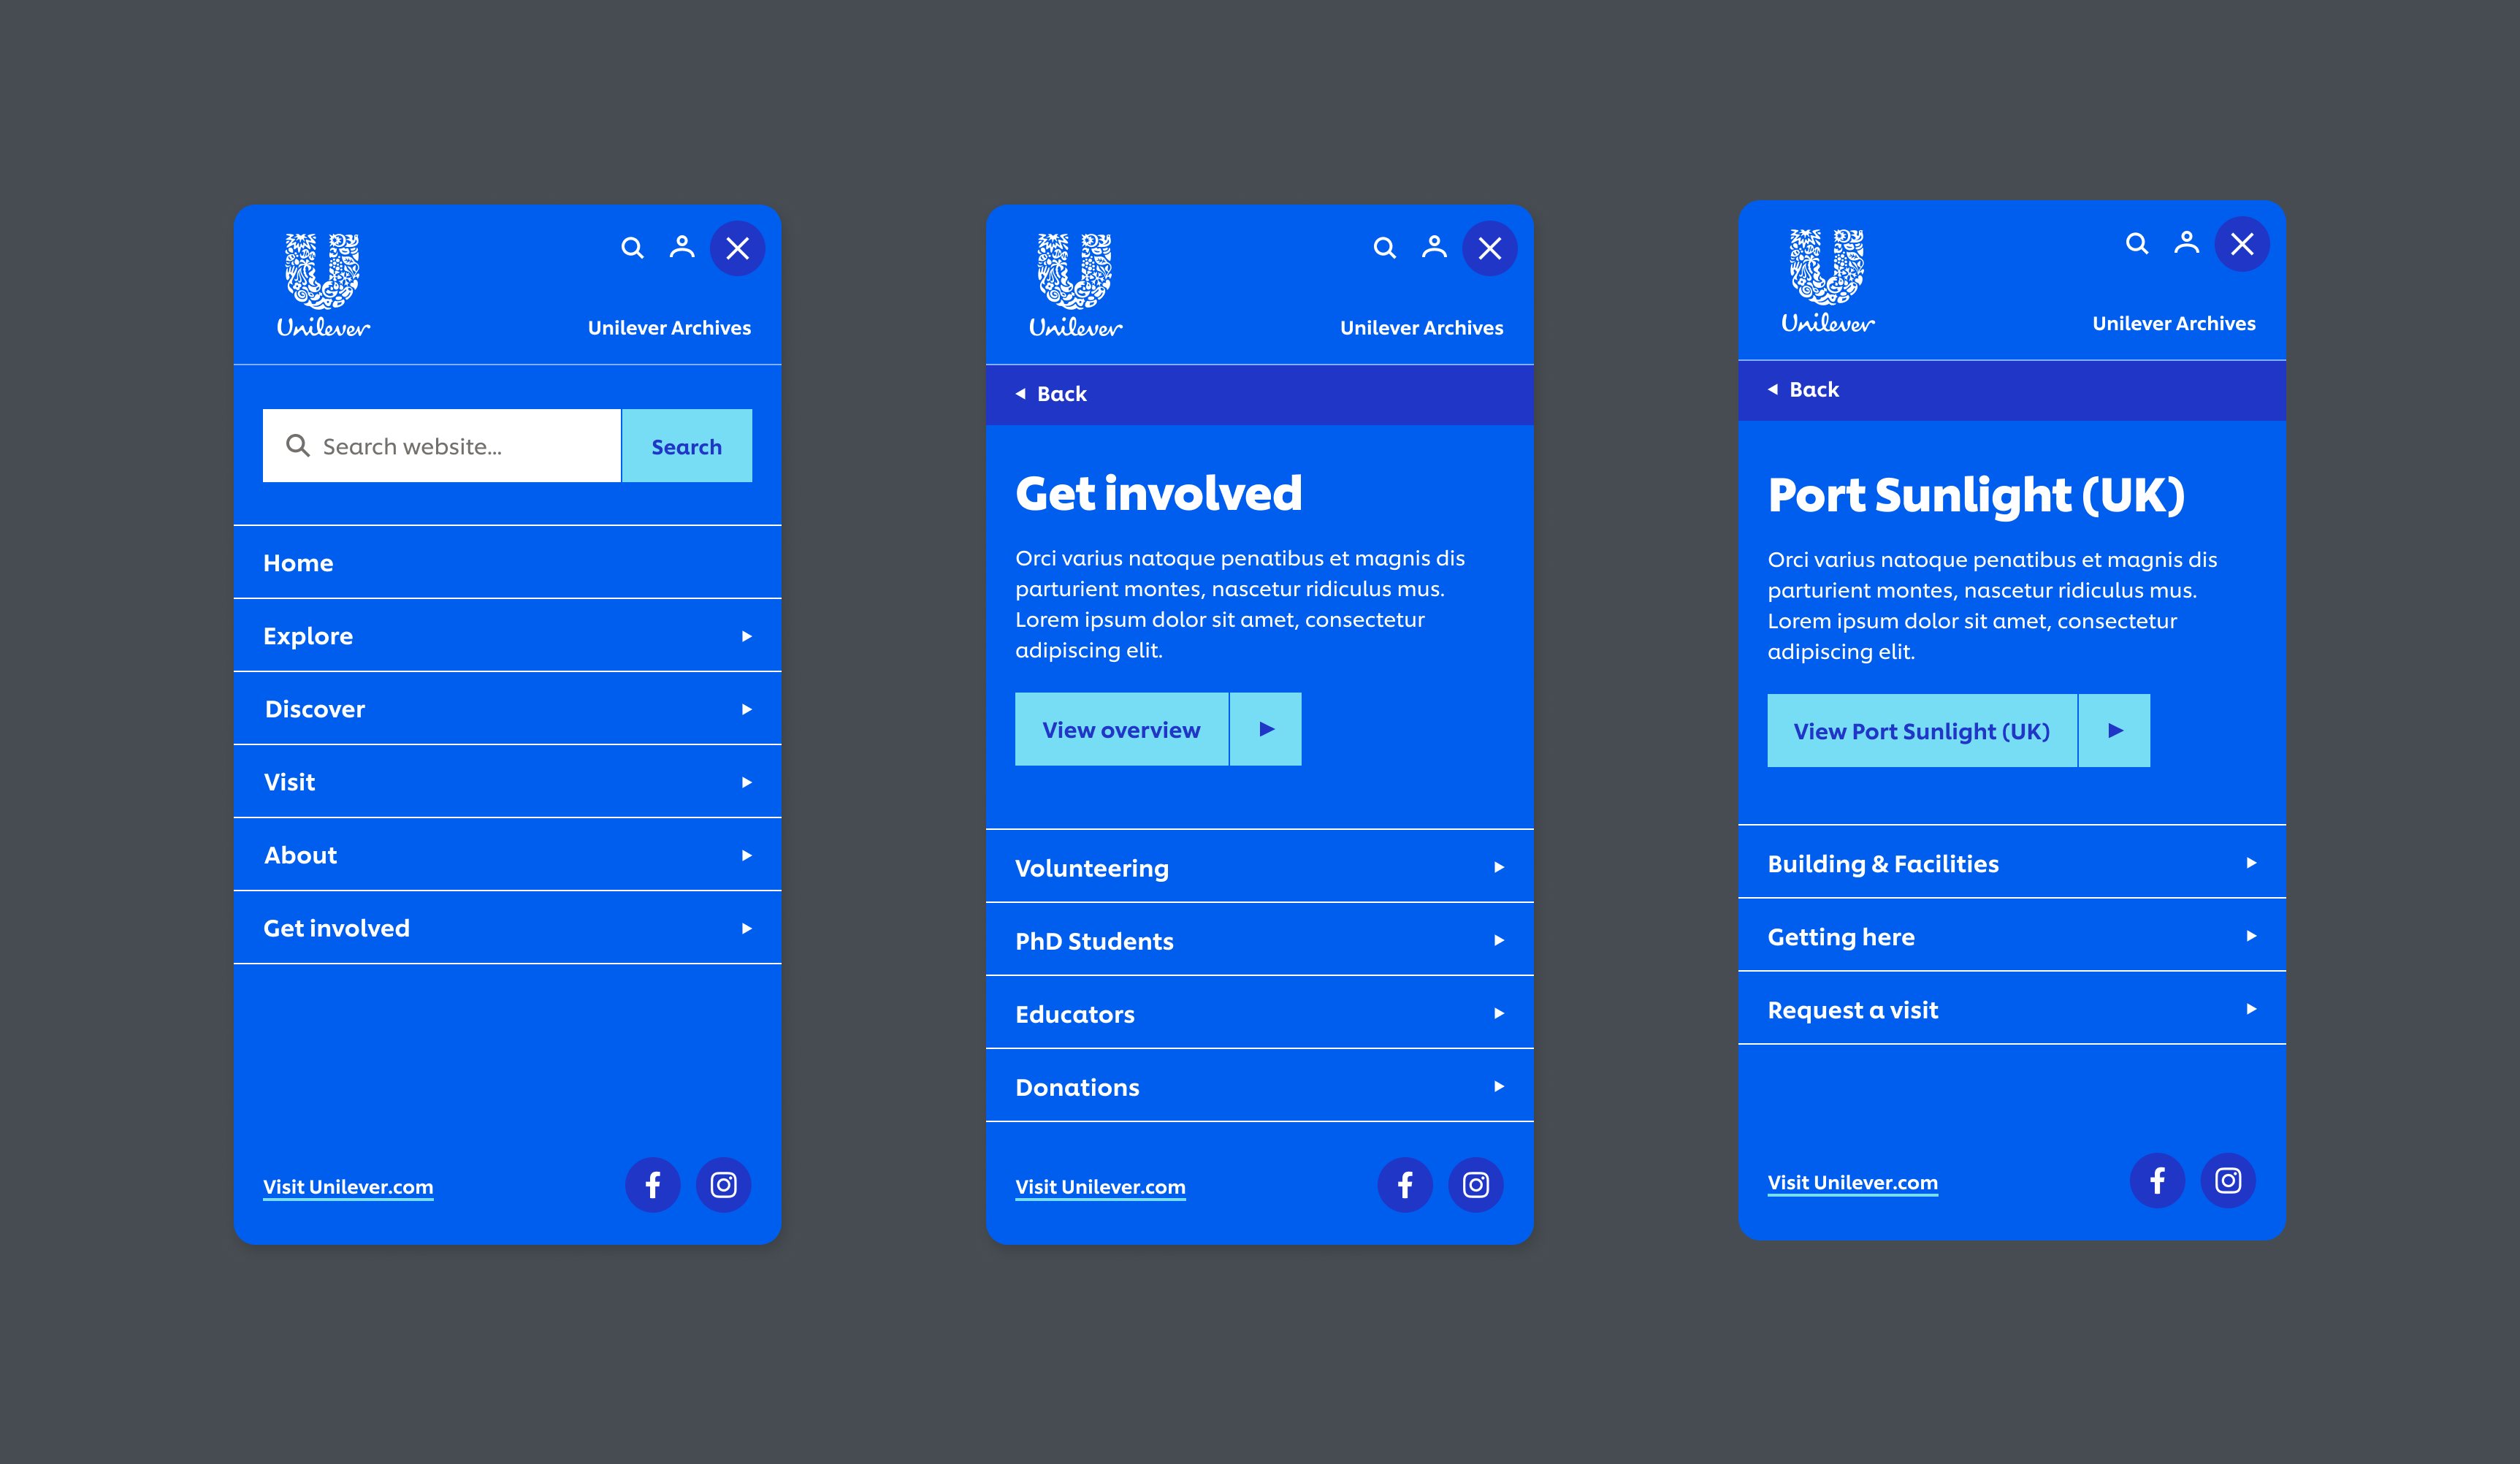 Unilever
Unilever Archives
Search website...
Search
Home
Explore
Discover
Visit
About
Get involved
Visit Unilever.com
Unilever
Unilever Archives
Back
Get involved
Orci varius natoque penatibus et magnis dis
parturient montes, nascetur ridiculus mus.
Lorem ipsum dolor sit amet, consectetur
adipiscing elit.
View overview
Volunteering
PhD Students
Educators
Donations
Visit Unilever.com
Unilever
Unilever Archives
Back
Port Sunlight (UK)
Orci varius natoque penatibus et magnis dis
parturient montes, nascetur ridiculus mus.
Lorem ipsum dolor sit amet, consectetur
adipiscing elit.
View Port Sunlight (UK)
Building & Facilities
Getting here
Request a visit
Visit Unilever.com